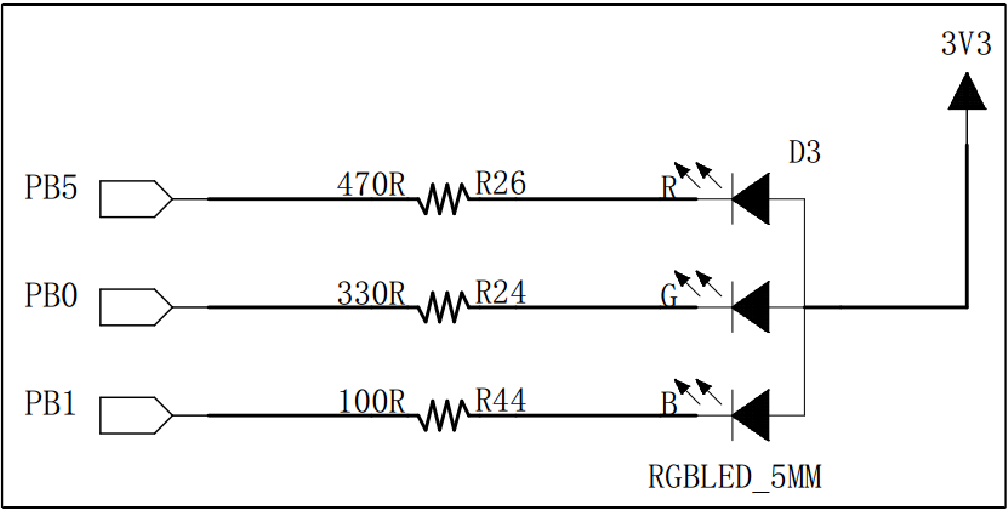 3V3
D3
PB5 470R R26 R
PB0 330R R24 G
PB1 100R R44 B
RGBLED_5MM